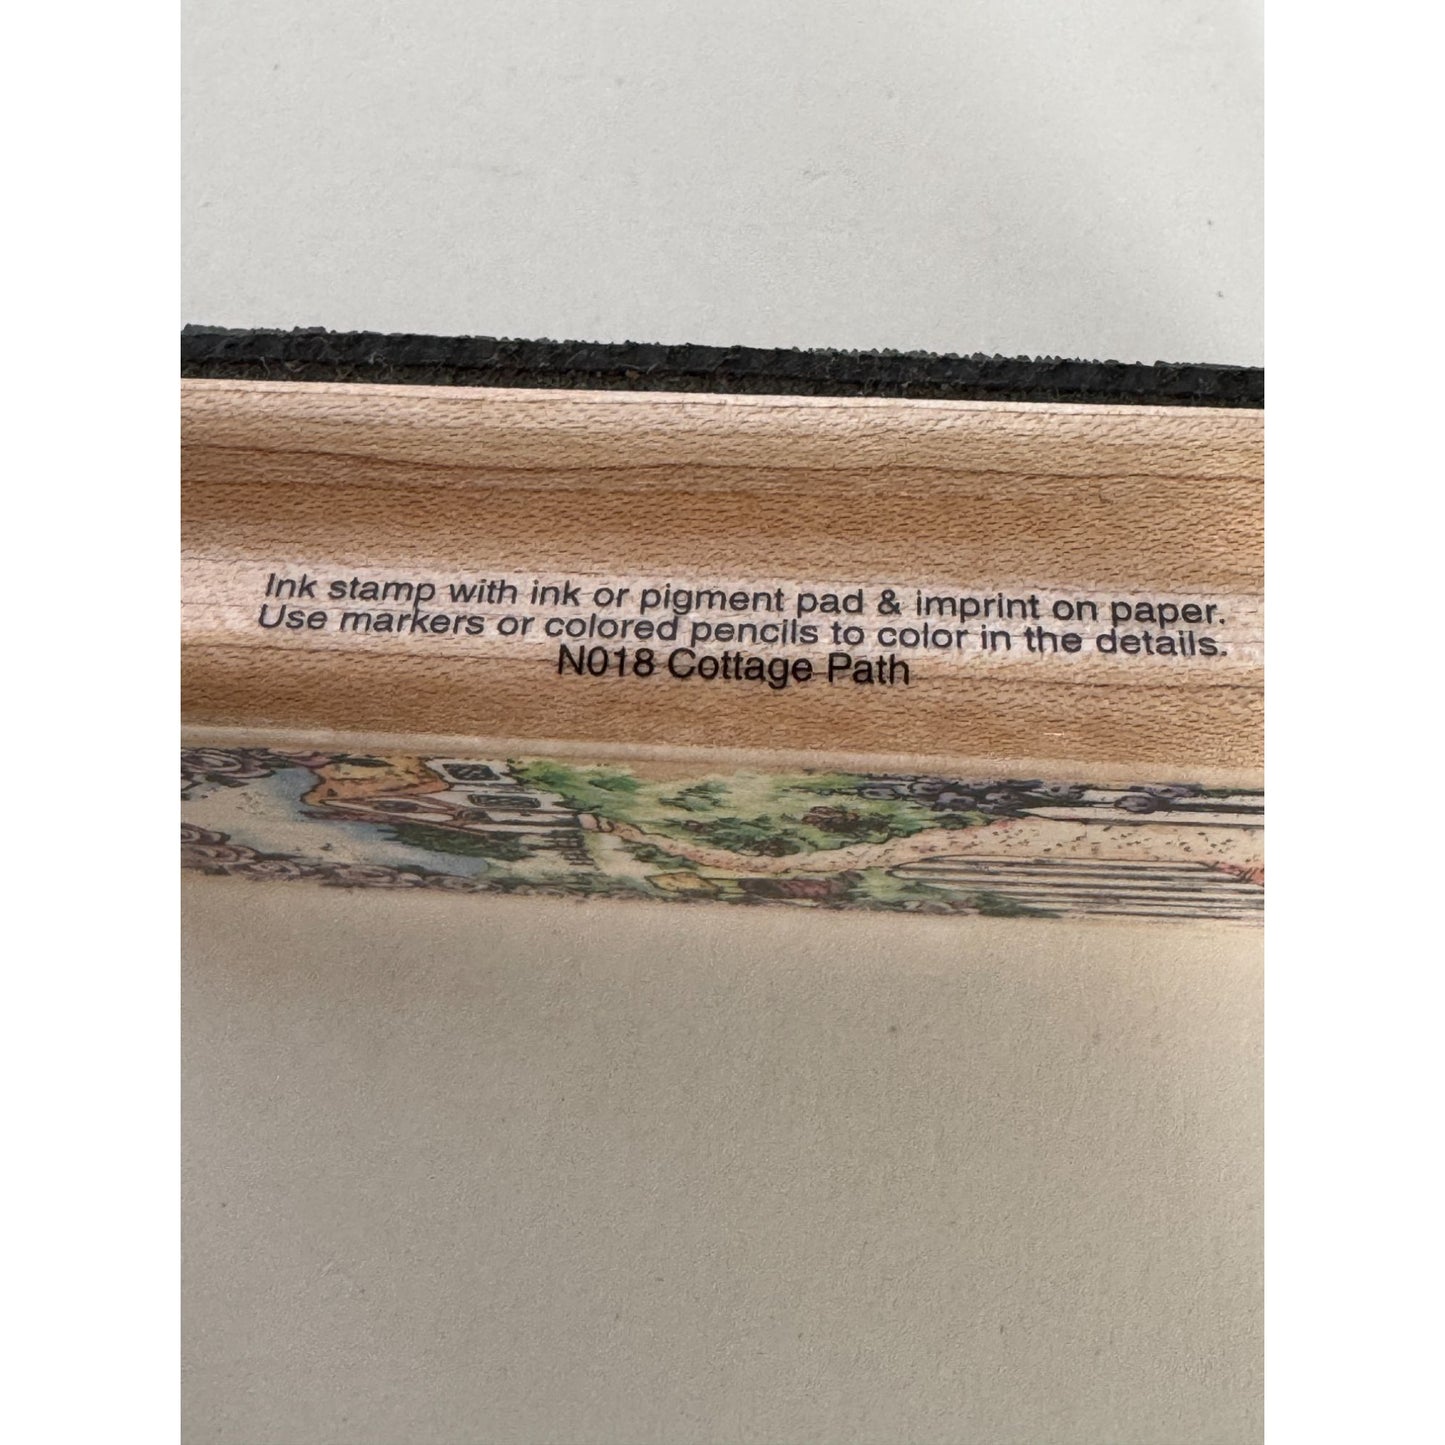 Ink stamp with ink or pigment pad & imprint on paper.
Use markers or colored pencils to color in the details.
N018 Cottage Path